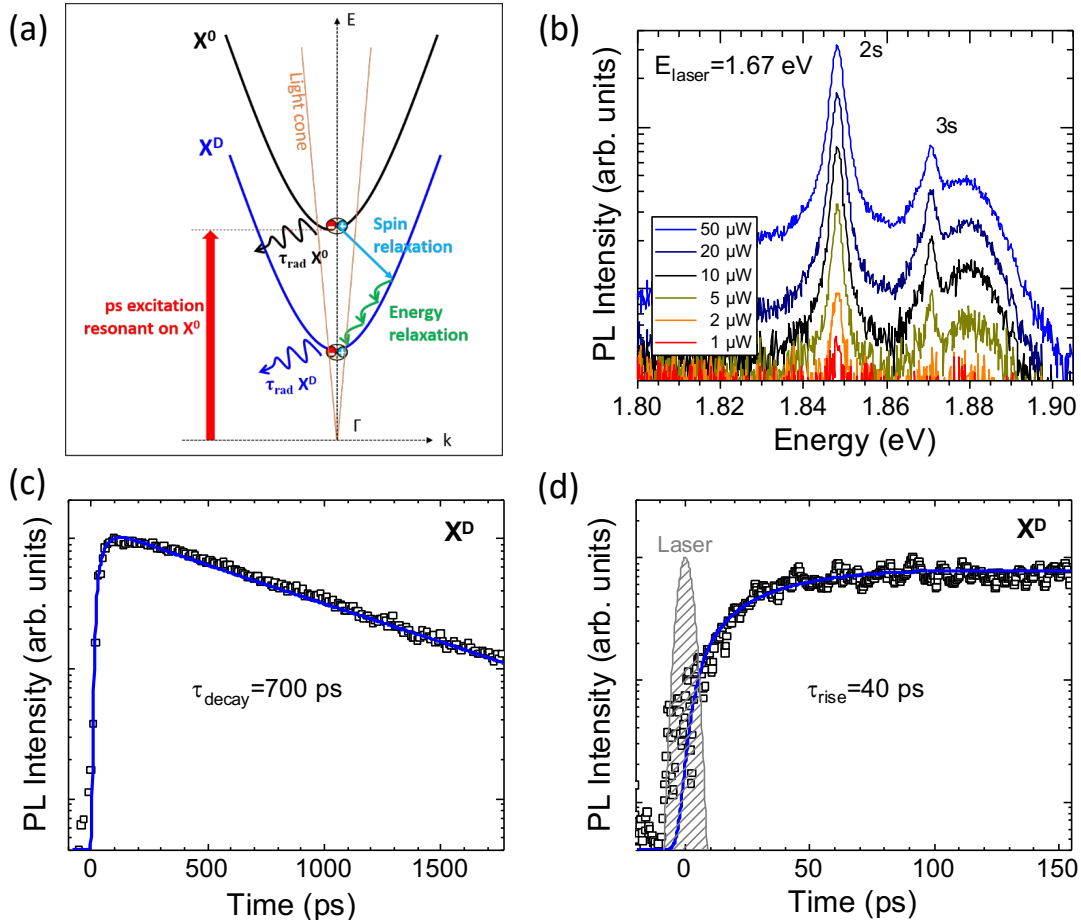 (a)
E
X⁰
Light cone
Xᴰ
Spin
relaxation
τrad X⁰
ps excitation
resonant on X⁰
Energy
relaxation
τrad Xᴰ
Γ
k
(b)
PL Intensity (arb. units)
Elaser=1.67 eV
2s
3s
50 µW
20 µW
10 µW
5 µW
2 µW
1 µW
1.80 1.82 1.84 1.86 1.88 1.90
Energy (eV)
(c)
PL Intensity (arb. units)
Xᴰ
τdecay=700 ps
0 500 1000 1500
Time (ps)
(d)
PL Intensity (arb. units)
Xᴰ
Laser
τrise=40 ps
0 50 100 150
Time (ps)